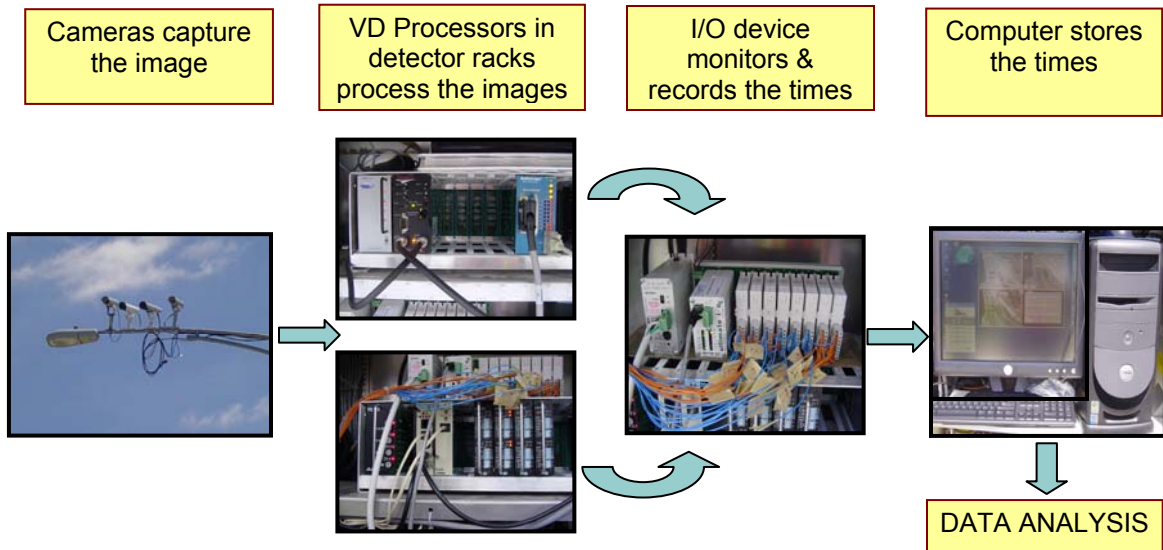 Cameras capture
the image
VD Processors in
detector racks
process the images
I/O device
monitors &
records the times
Computer stores
the times
DATA ANALYSIS